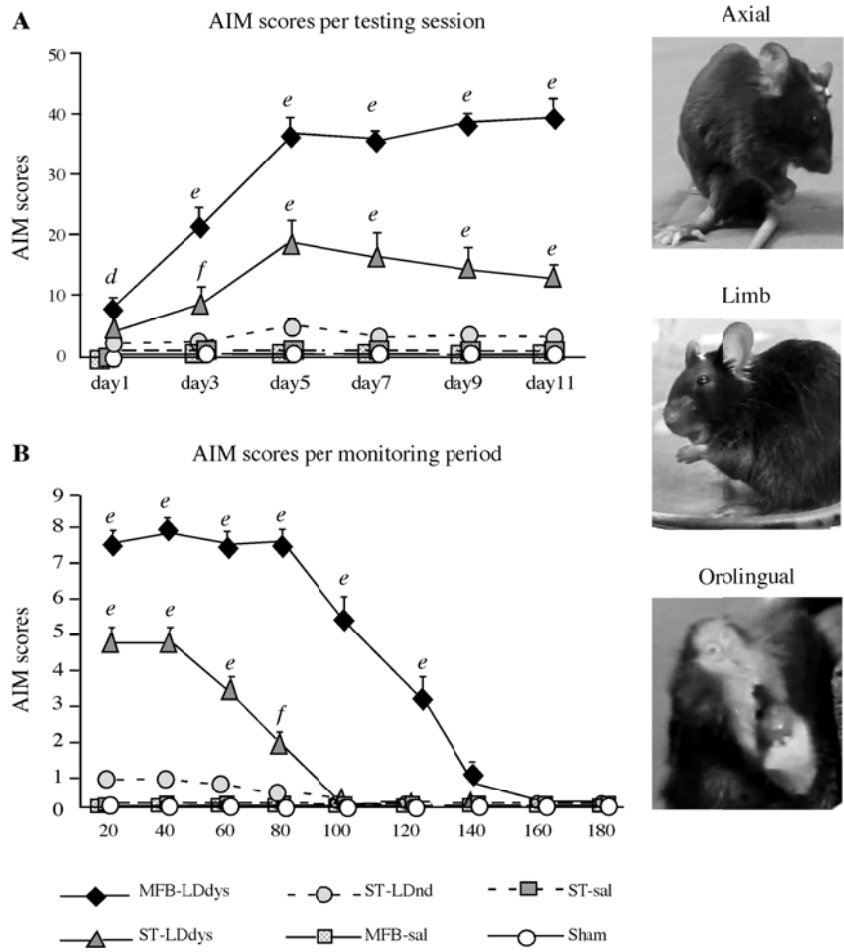 A
AIM scores per testing session
Axial
AIM scores
50
40
30
20
10
0
d
e
f
e
e
e
e
e
e
e
e
e
day1 day3 day5 day7 day9 day11
Limb
B
AIM scores per monitoring period
AIM scores
9
8
7
6
5
4
3
2
1
0
e
e
e
e
e
e
e
e
e
f
20 40 60 80 100 120 140 160 180
Orolingual
MFB-LDdys ST-LDnd ST-sal
ST-LDdys MFB-sal Sham